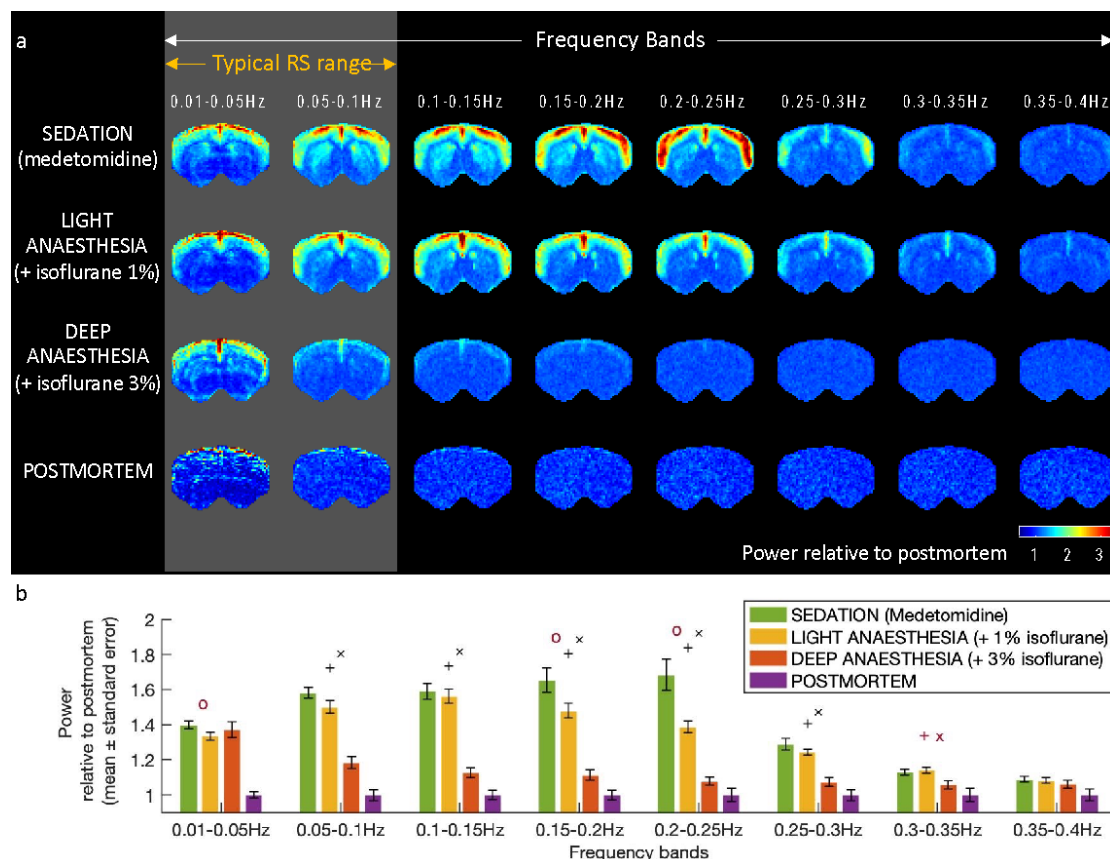 a
Frequency Bands
Typical RS range
0.01-0.05Hz 0.05-0.1Hz 0.1-0.15Hz 0.15-0.2Hz 0.2-0.25Hz 0.25-0.3Hz 0.3-0.35Hz 0.35-0.4Hz
SEDATION
(medetomidine)
LIGHT
ANAESTHESIA
(+ isoflurane 1%)
DEEP
ANAESTHESIA
(+ isoflurane 3%)
POSTMORTEM
Power relative to postmortem 1 2 3
b
Power
relative to postmortem
(mean ± standard error)
2
1.8
1.6
1.4
1.2
1
o + × + × o + × o + × + × + x
SEDATION (Medetomidine)
LIGHT ANAESTHESIA (+ 1% isoflurane)
DEEP ANAESTHESIA (+ 3% isoflurane)
POSTMORTEM
0.01-0.05Hz 0.05-0.1Hz 0.1-0.15Hz 0.15-0.2Hz 0.2-0.25Hz 0.25-0.3Hz 0.3-0.35Hz 0.35-0.4Hz
Frequency bands